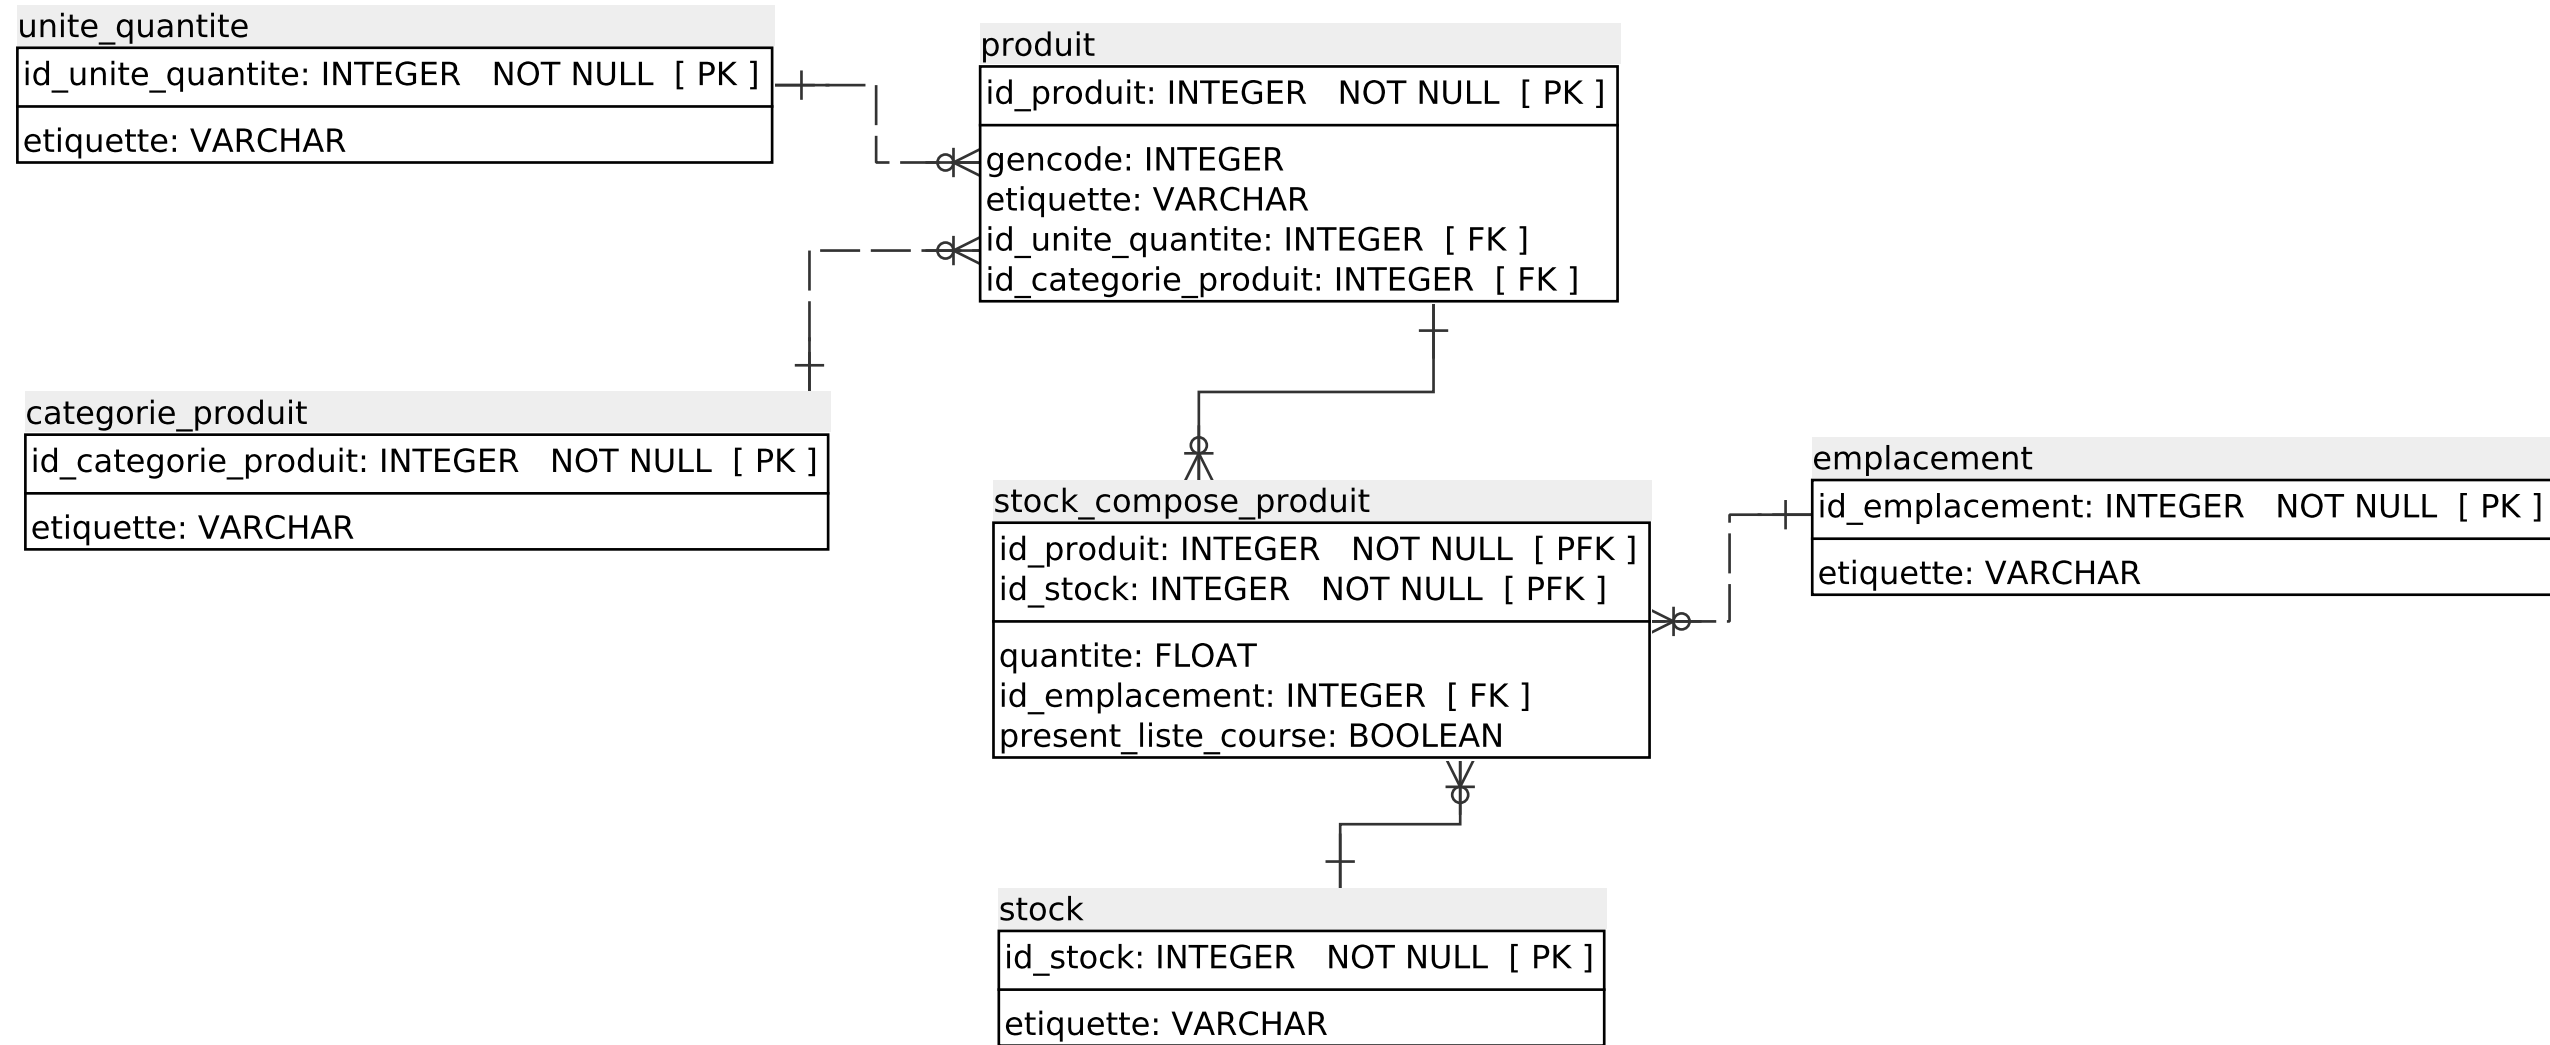 unite_quantite
id_unite_quantite: INTEGER NOT NULL [ PK ]
etiquette: VARCHAR
produit
id_produit: INTEGER NOT NULL [ PK ]
gencode: INTEGER
etiquette: VARCHAR
id_unite_quantite: INTEGER [ FK ]
id_categorie_produit: INTEGER [ FK ]
categorie_produit
id_categorie_produit: INTEGER NOT NULL [ PK ]
etiquette: VARCHAR
stock_compose_produit
id_produit: INTEGER NOT NULL [ PFK ]
id_stock: INTEGER NOT NULL [ PFK ]
quantite: FLOAT
id_emplacement: INTEGER [ FK ]
present_liste_course: BOOLEAN
emplacement
id_emplacement: INTEGER NOT NULL [ PK ]
etiquette: VARCHAR
stock
id_stock: INTEGER NOT NULL [ PK ]
etiquette: VARCHAR